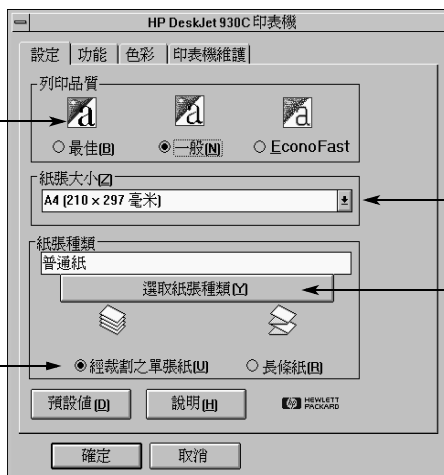 HP DeskJet 930C 印表機
設定 功能 色彩 印表機維護
列印品質
最佳(B) 一般(N) EconoFast
紙張大小(Z)
A4 (210 x 297 毫米)
紙張種類
普通紙
選取紙張種類(Y)
經裁割之單張紙(U) 長條紙(R)
預設值(D) 說明(H) hp HEWLETT
PACKARD
確定 取消